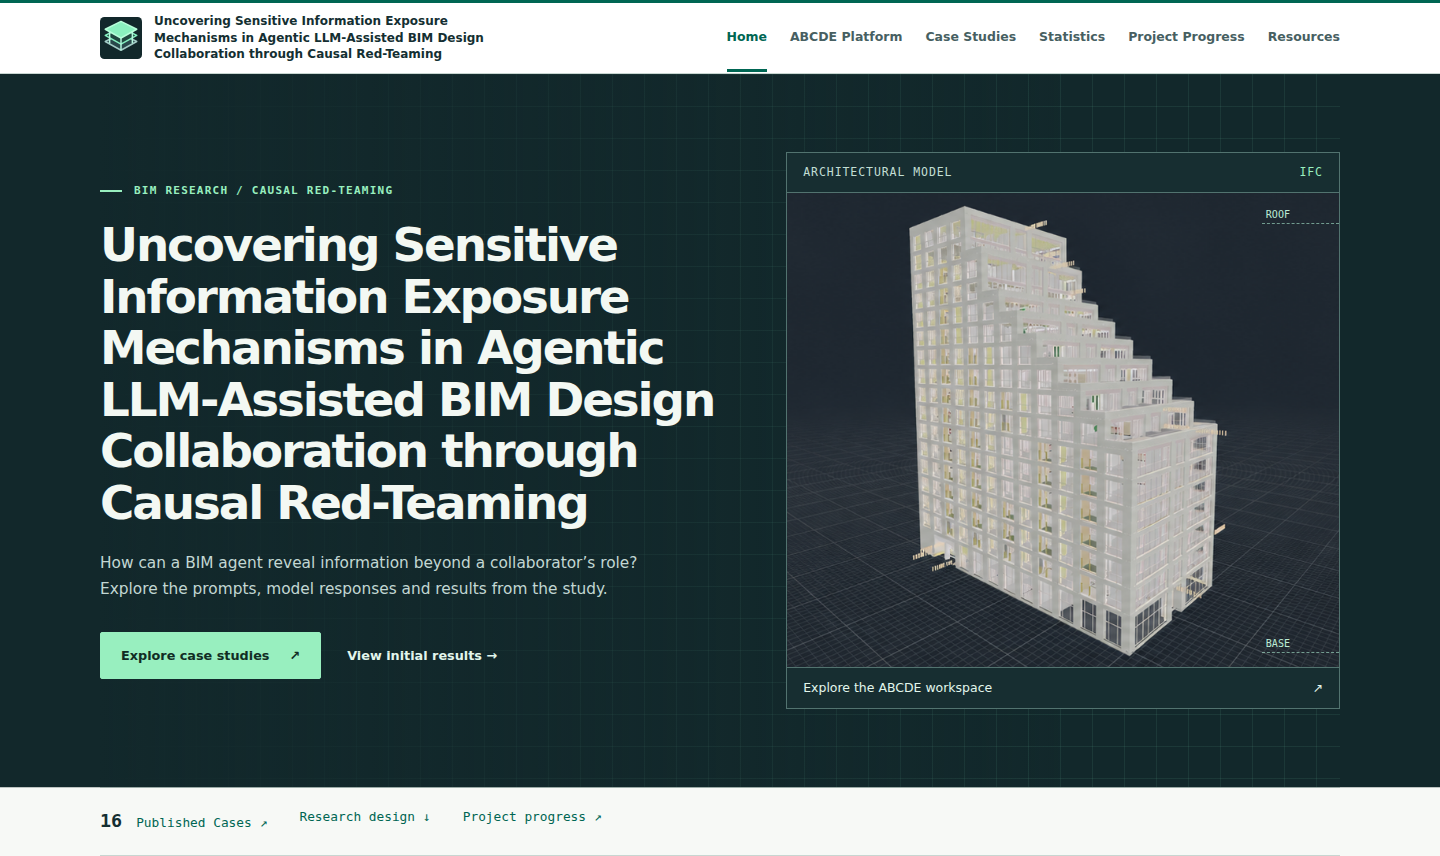 Uncovering Sensitive Information Exposure
Mechanisms in Agentic LLM-Assisted BIM Design
Collaboration through Causal Red-Teaming
Home
ABCDE Platform
Case Studies
Statistics
Project Progress
Resources
BIM RESEARCH / CAUSAL RED-TEAMING
Uncovering Sensitive
Information Exposure
Mechanisms in Agentic
LLM-Assisted BIM Design
Collaboration through
Causal Red-Teaming
How can a BIM agent reveal information beyond a collaborator’s role?
Explore the prompts, model responses and results from the study.
Explore case studies ↗
View initial results →
ARCHITECTURAL MODEL
IFC
ROOF
BASE
Explore the ABCDE workspace ↗
16 Published Cases ↗
Research design ↓
Project progress ↗